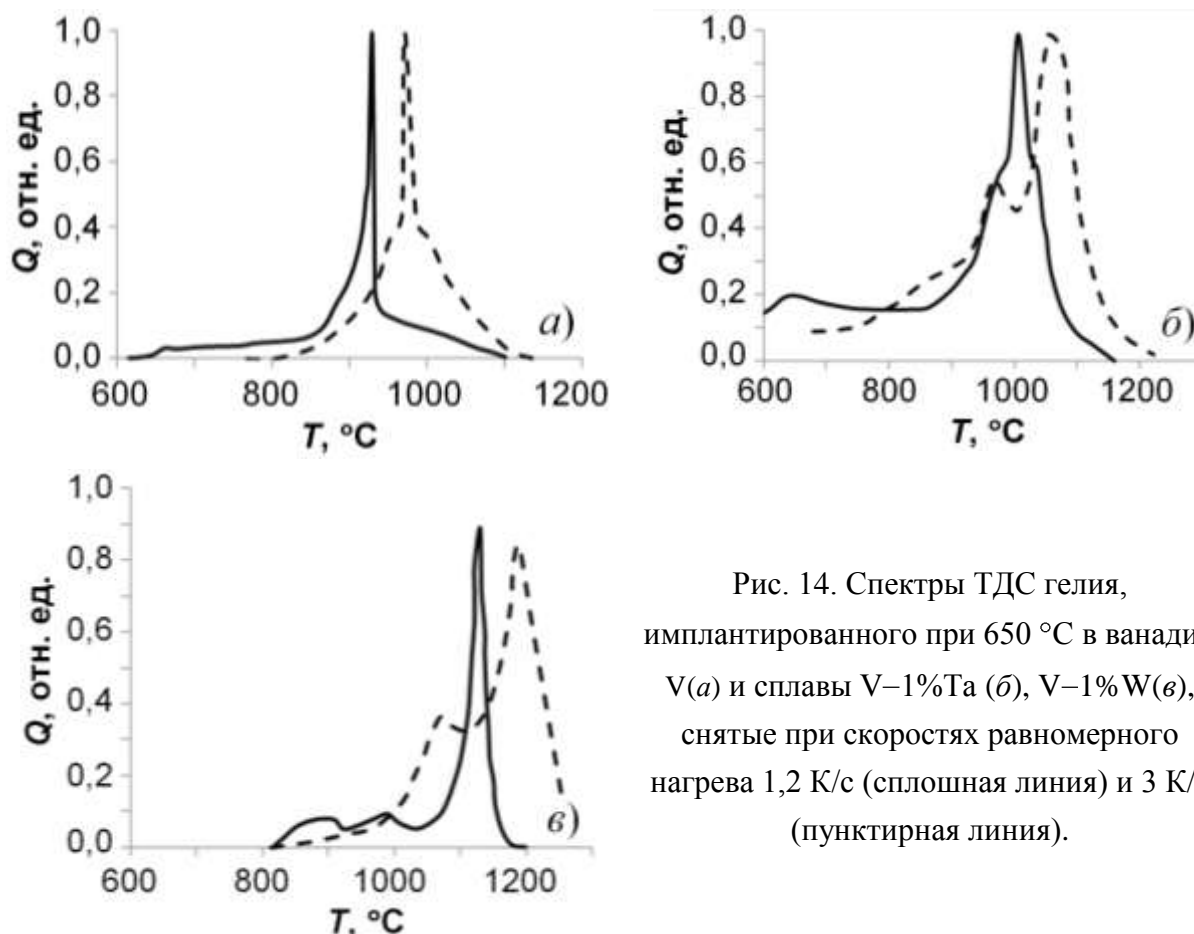 1,0
0,8
0,6
0,4
0,2
0,0
Q, отн. ед.
600 800 1000 1200
T, °C
а)
1,0
0,8
0,6
0,4
0,2
0,0
Q, отн. ед.
600 800 1000 1200
T, °C
б)
1,0
0,8
0,6
0,4
0,2
0,0
Q, отн. ед.
600 800 1000 1200
T, °C
в)
Рис. 14. Спектры ТДС гелия,
имплантированного при 650 °C в ванади
V(а) и сплавы V–1%Ta (б), V–1%W(в),
снятые при скоростях равномерного
нагрева 1,2 К/с (сплошная линия) и 3 К/
(пунктирная линия).